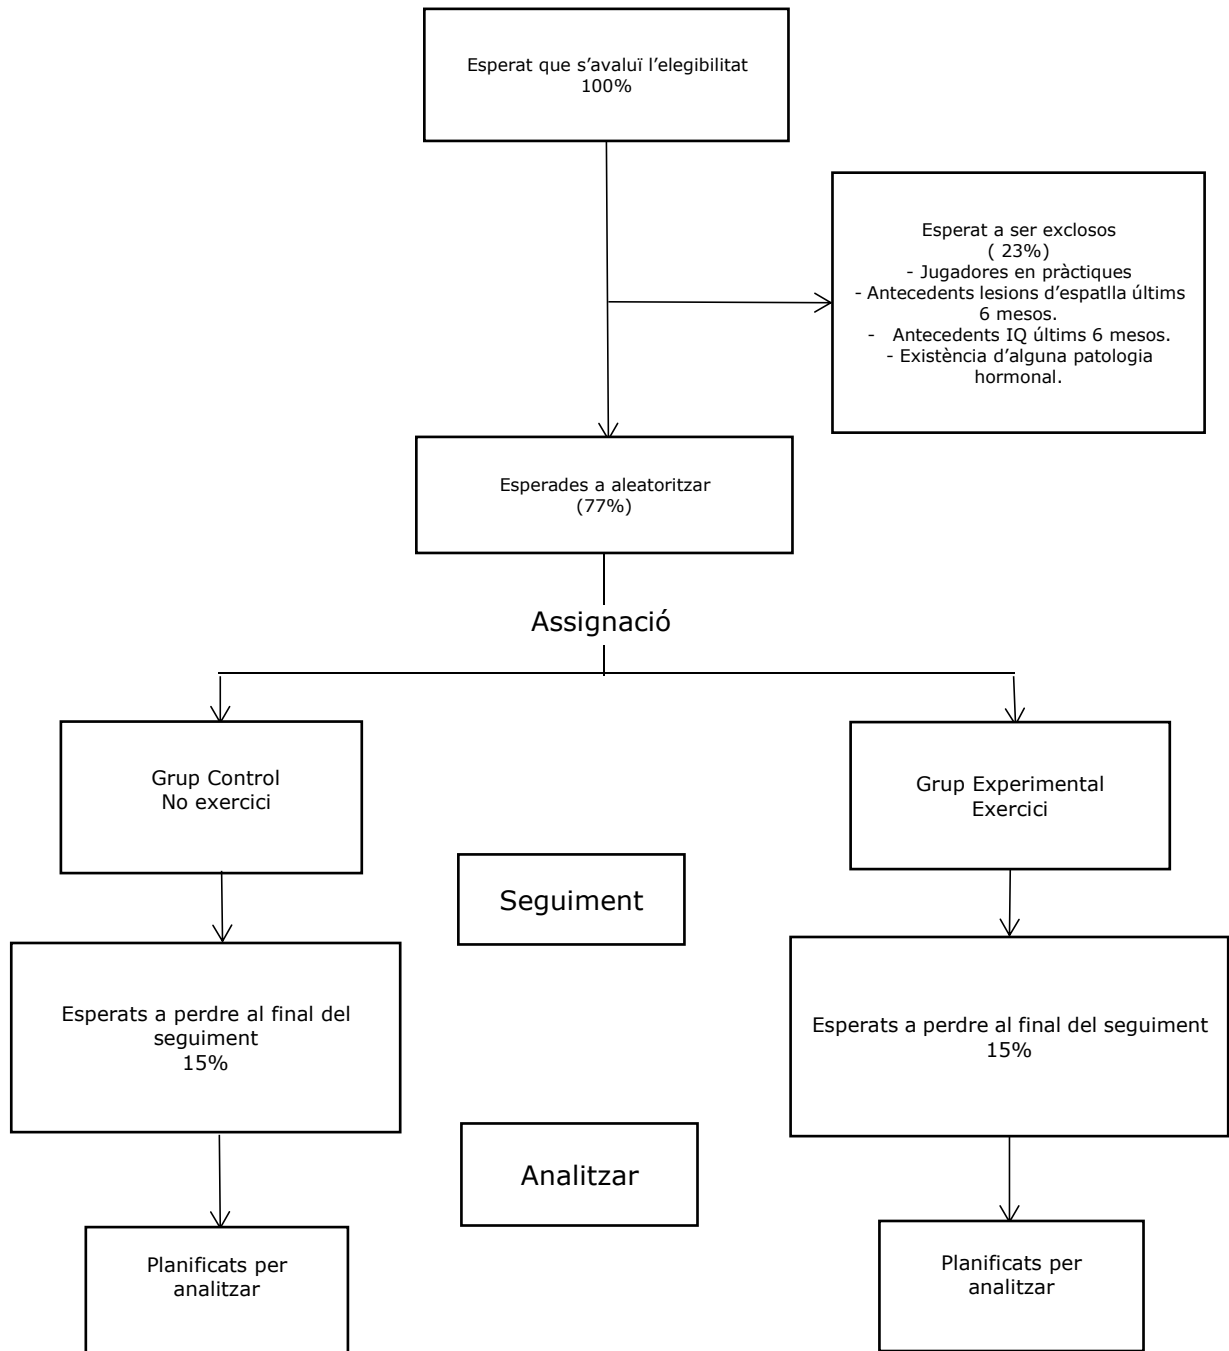 Esperat que s’avaluï l’elegibilitat
100%
Esperat a ser exclosos
( 23%)
- Jugadores en pràctiques
- Antecedents lesions d’espatlla últims
6 mesos.
- Antecedents IQ últims 6 mesos.
- Existència d’alguna patologia
hormonal.
Esperades a aleatoritzar
(77%)
Assignació
Grup Control
No exercici
Grup Experimental
Exercici
Seguiment
Esperats a perdre al final del
seguiment
15%
Esperats a perdre al final del seguiment
15%
Analitzar
Planificats per
analitzar
Planificats per
analitzar